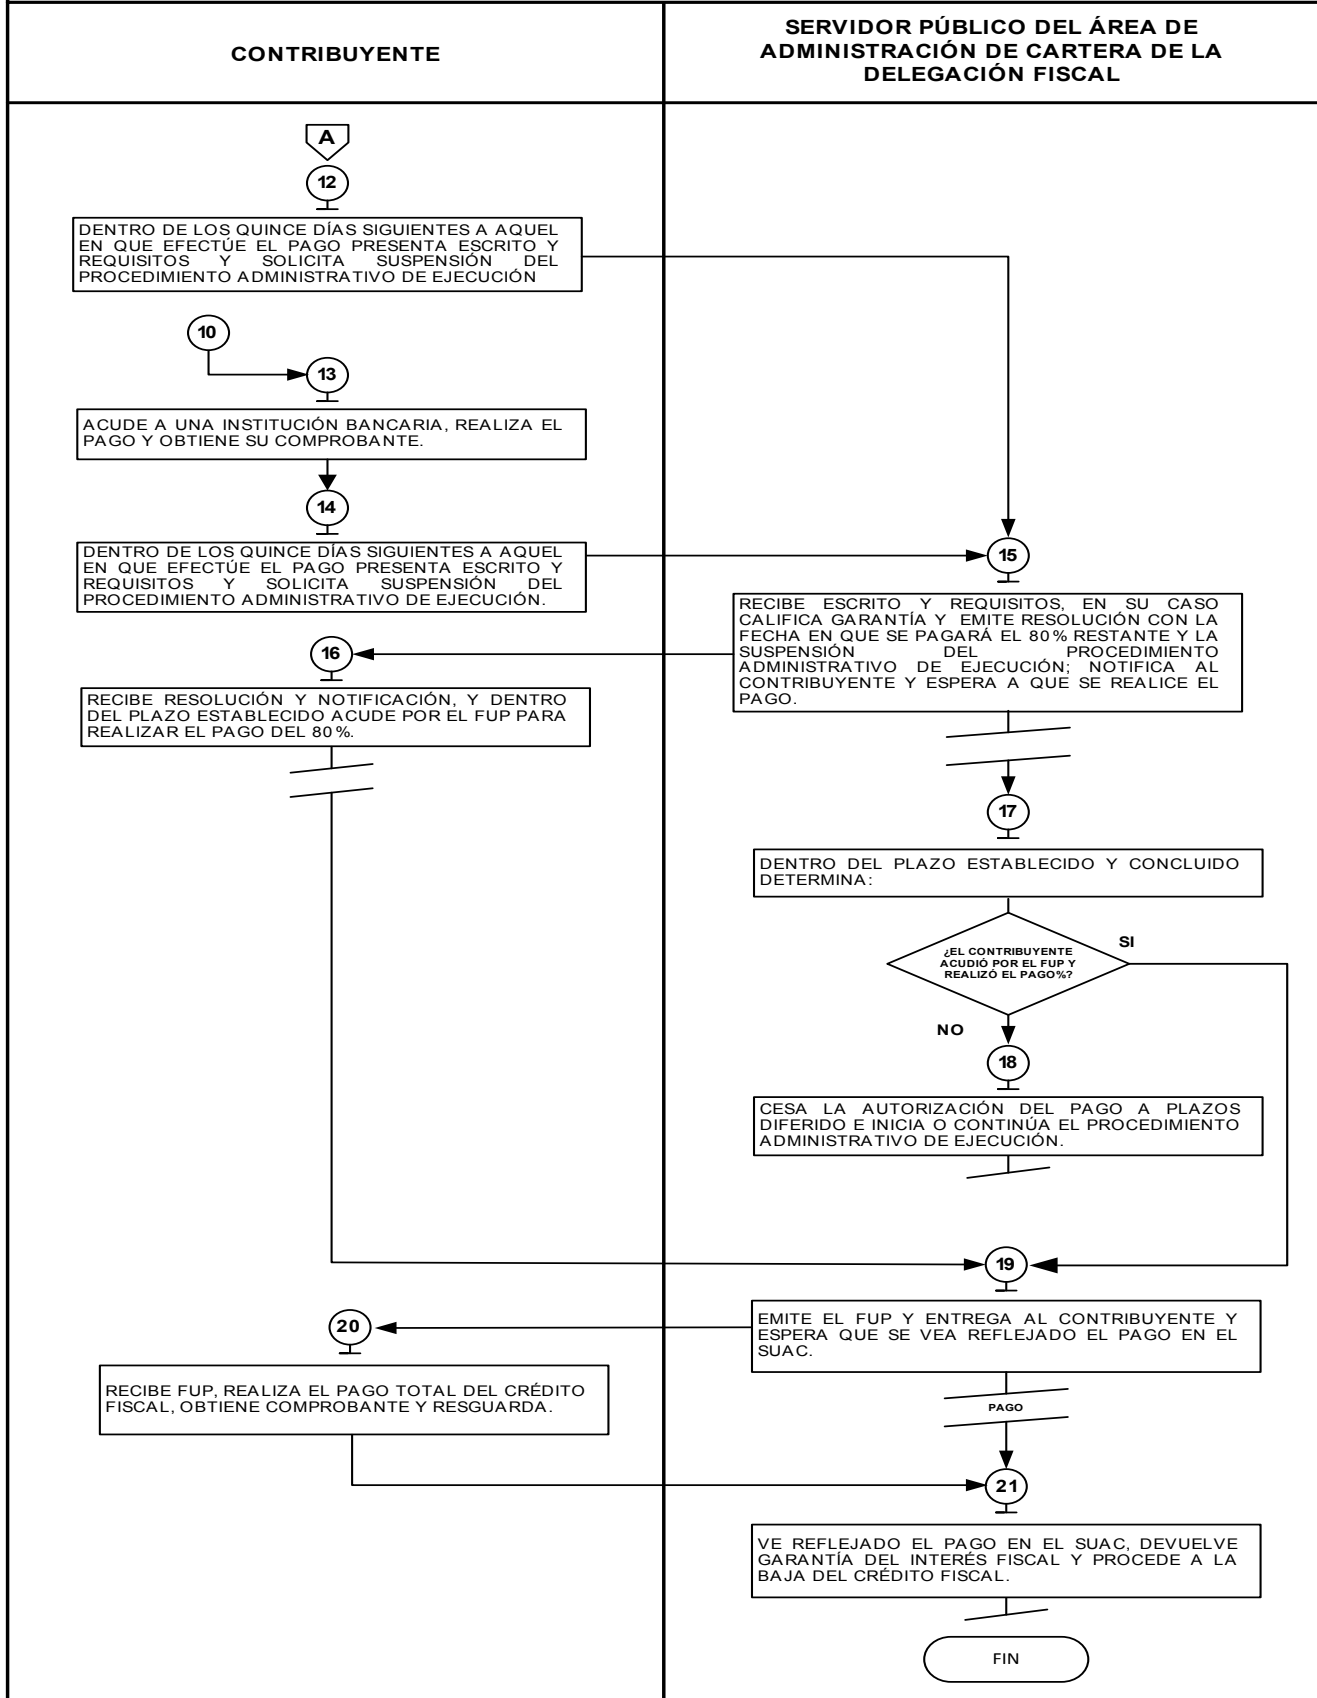 CONTRIBUYENTE
SERVIDOR PÚBLICO DEL ÁREA DE
ADMINISTRACIÓN DE CARTERA DE LA
DELEGACIÓN FISCAL
A
12
DENTRO DE LOS QUINCE DÍAS SIGUIENTES A AQUEL
EN QUE EFECTÚE EL PAGO PRESENTA ESCRITO Y
REQUISITOS Y SOLICITA SUSPENSIÓN DEL
PROCEDIMIENTO ADMINISTRATIVO DE EJECUCIÓN
10
13
ACUDE A UNA INSTITUCIÓN BANCARIA, REALIZA EL
PAGO Y OBTIENE SU COMPROBANTE.
14
DENTRO DE LOS QUINCE DÍAS SIGUIENTES A AQUEL
EN QUE EFECTÚE EL PAGO PRESENTA ESCRITO Y
REQUISITOS Y SOLICITA SUSPENSIÓN DEL
PROCEDIMIENTO ADMINISTRATIVO DE EJECUCIÓN.
15
RECIBE ESCRITO Y REQUISITOS, EN SU CASO
CALIFICA GARANTÍA Y EMITE RESOLUCIÓN CON LA
FECHA EN QUE SE PAGARÁ EL 80% RESTANTE Y LA
SUSPENSIÓN DEL PROCEDIMIENTO
ADMINISTRATIVO DE EJECUCIÓN; NOTIFICA AL
CONTRIBUYENTE Y ESPERA A QUE SE REALICE EL
PAGO.
16
RECIBE RESOLUCIÓN Y NOTIFICACIÓN, Y DENTRO
DEL PLAZO ESTABLECIDO ACUDE POR EL FUP PARA
REALIZAR EL PAGO DEL 80%.
17
DENTRO DEL PLAZO ESTABLECIDO Y CONCLUIDO
DETERMINA:
¿EL CONTRIBUYENTE
ACUDIÓ POR EL FUP Y
REALIZÓ EL PAGO%?
SI
NO
18
CESA LA AUTORIZACIÓN DEL PAGO A PLAZOS
DIFERIDO E INICIA O CONTINÚA EL PROCEDIMIENTO
ADMINISTRATIVO DE EJECUCIÓN.
19
EMITE EL FUP Y ENTREGA AL CONTRIBUYENTE Y
ESPERA QUE SE VEA REFLEJADO EL PAGO EN EL
SUAC.
20
RECIBE FUP, REALIZA EL PAGO TOTAL DEL CRÉDITO
FISCAL, OBTIENE COMPROBANTE Y RESGUARDA.
PAGO
21
VE REFLEJADO EL PAGO EN EL SUAC, DEVUELVE
GARANTÍA DEL INTERÉS FISCAL Y PROCEDE A LA
BAJA DEL CRÉDITO FISCAL.
FIN